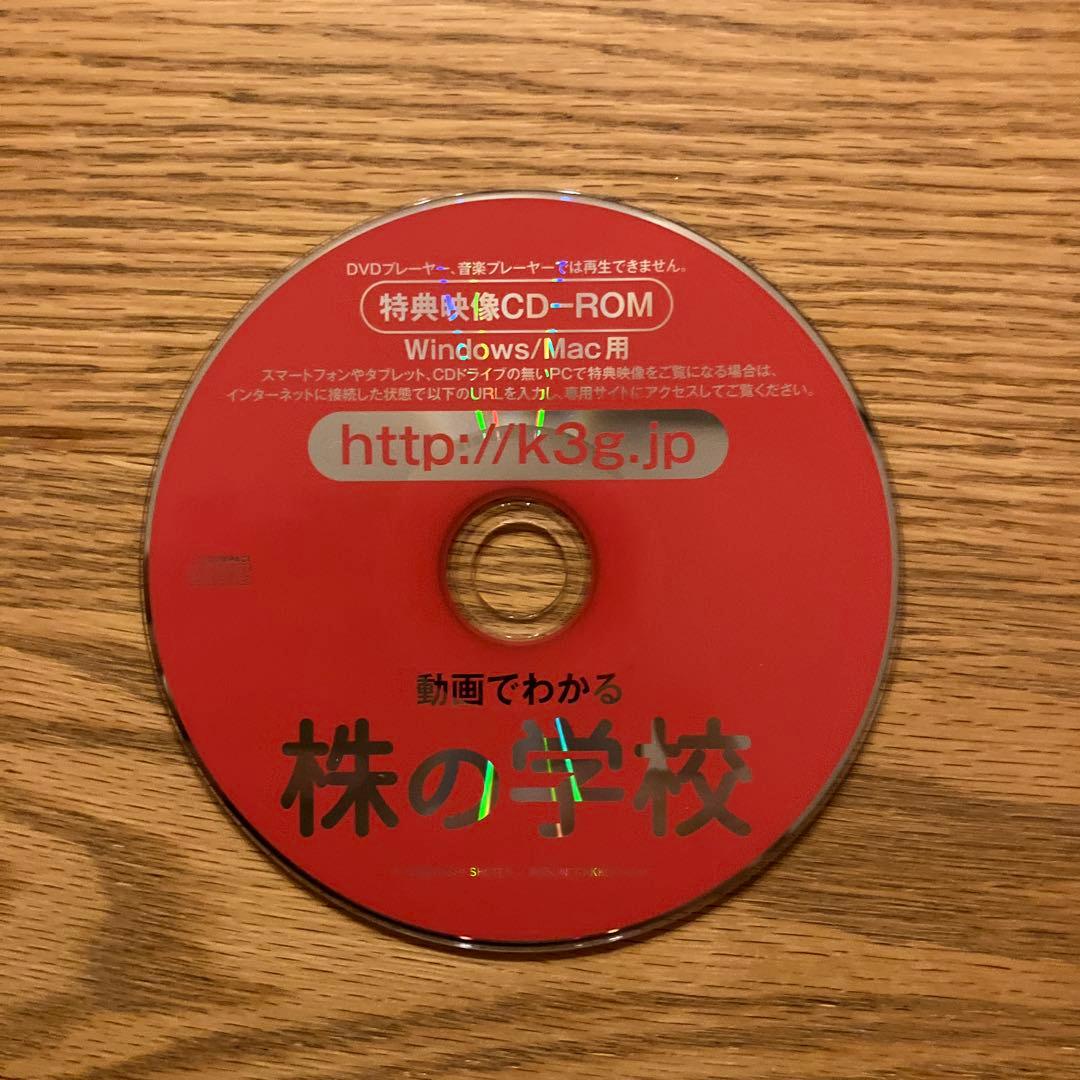 DVDプレーヤー、音楽プレーヤーでは再生できません。
特典映像CD-ROM
Windows/Mac用
スマートフォンやタブレット、CDドライブの無いPCで特典映像をご覧になる場合は、
インターネットに接続した状態で以下のURLを入力し、専用サイトにアクセスしてご覧ください。
http://k3g.jp
動画でわかる
株の学校